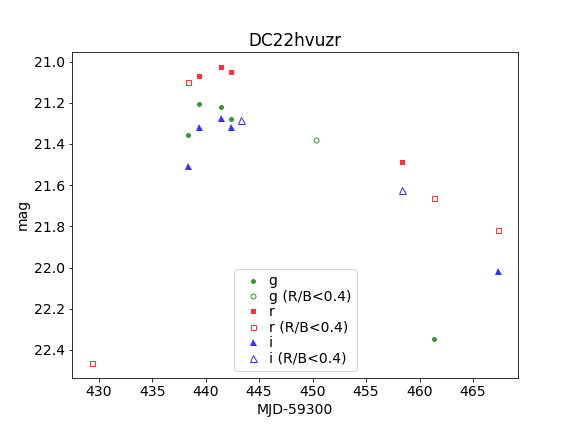 DC22hvuzr
21.0
21.2
21.4
21.6
21.8
22.0
22.2
22.4
mag
g
g (R/B<0.4)
r
r (R/B<0.4)
i
i (R/B<0.4)
430 435 440 445 450 455 460 465
MJD-59300